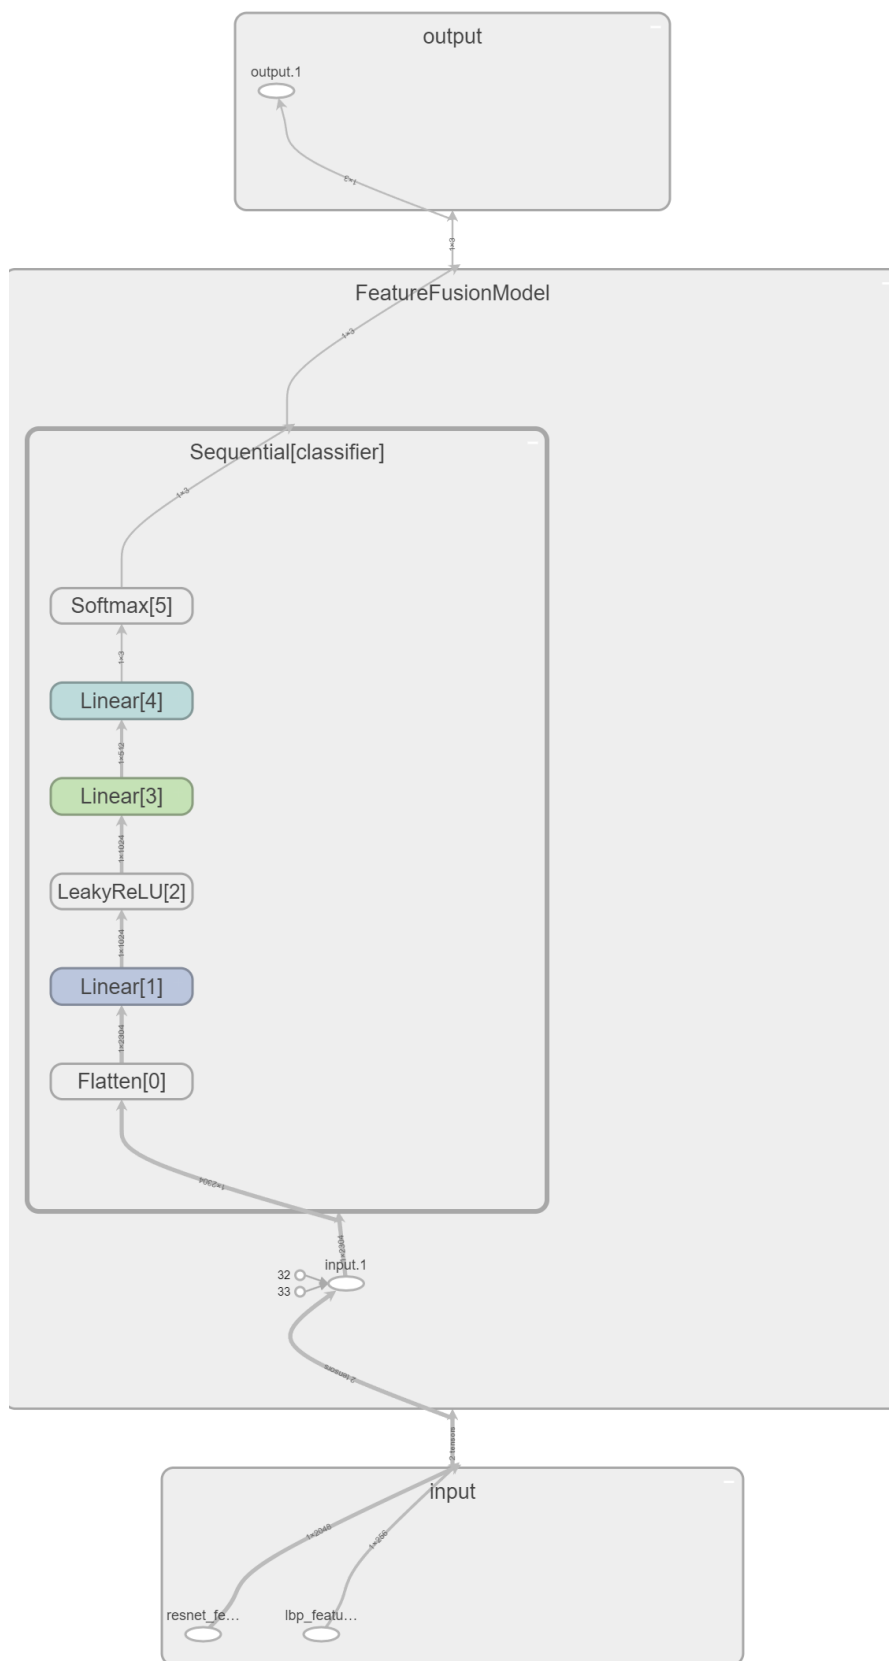 output
output.1
1×3
1×3
FeatureFusionModel
1×3
Sequential[classifier]
1×3
Softmax[5]
1×3
Linear[4]
1×512
Linear[3]
1×1024
LeakyReLU[2]
1×1024
Linear[1]
1×2304
Flatten[0]
1×2304
1×2304
input.1
32
33
2 tensors
2 tensors
input
1×2048
1×256
resnet_fe…
lbp_featu…